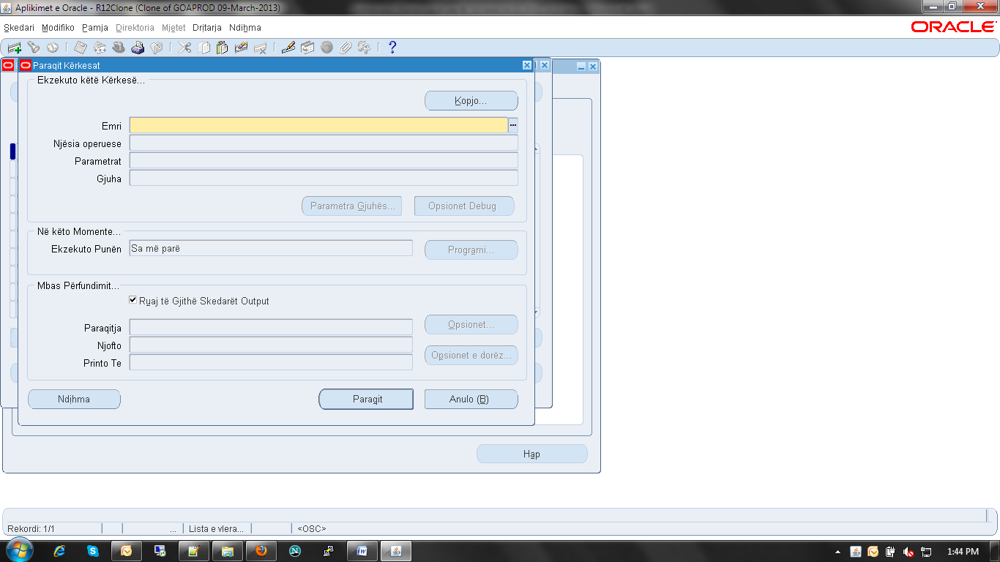 Aplikimet e Oracle - R12Clone (Clone of GOAPROD 09-March-2013)
Skedari Modifiko Pamja Direktoria Mjetet Dritarja Ndihma
ORACLE
Paraqit Kërkesat
Ekzekuto këtë Kërkesë...
Kopjo...
Emri
Njësia operuese
Parametrat
Gjuha
Parametra Gjuhës... Opsionet Debug
Në këto Momente...
Ekzekuto Punën Sa më parë Programi...
Mbas Përfundimit...
Ruaj të Gjithë Skedarët Output
Paraqitja Opsionet...
Njofto
Opsionet e dorëz...
Printo Te
Ndihma Paraqit Anulo (B)
Hap
Rekordi: 1/1 ... Lista e vlera... <OSC>
1:44 PM